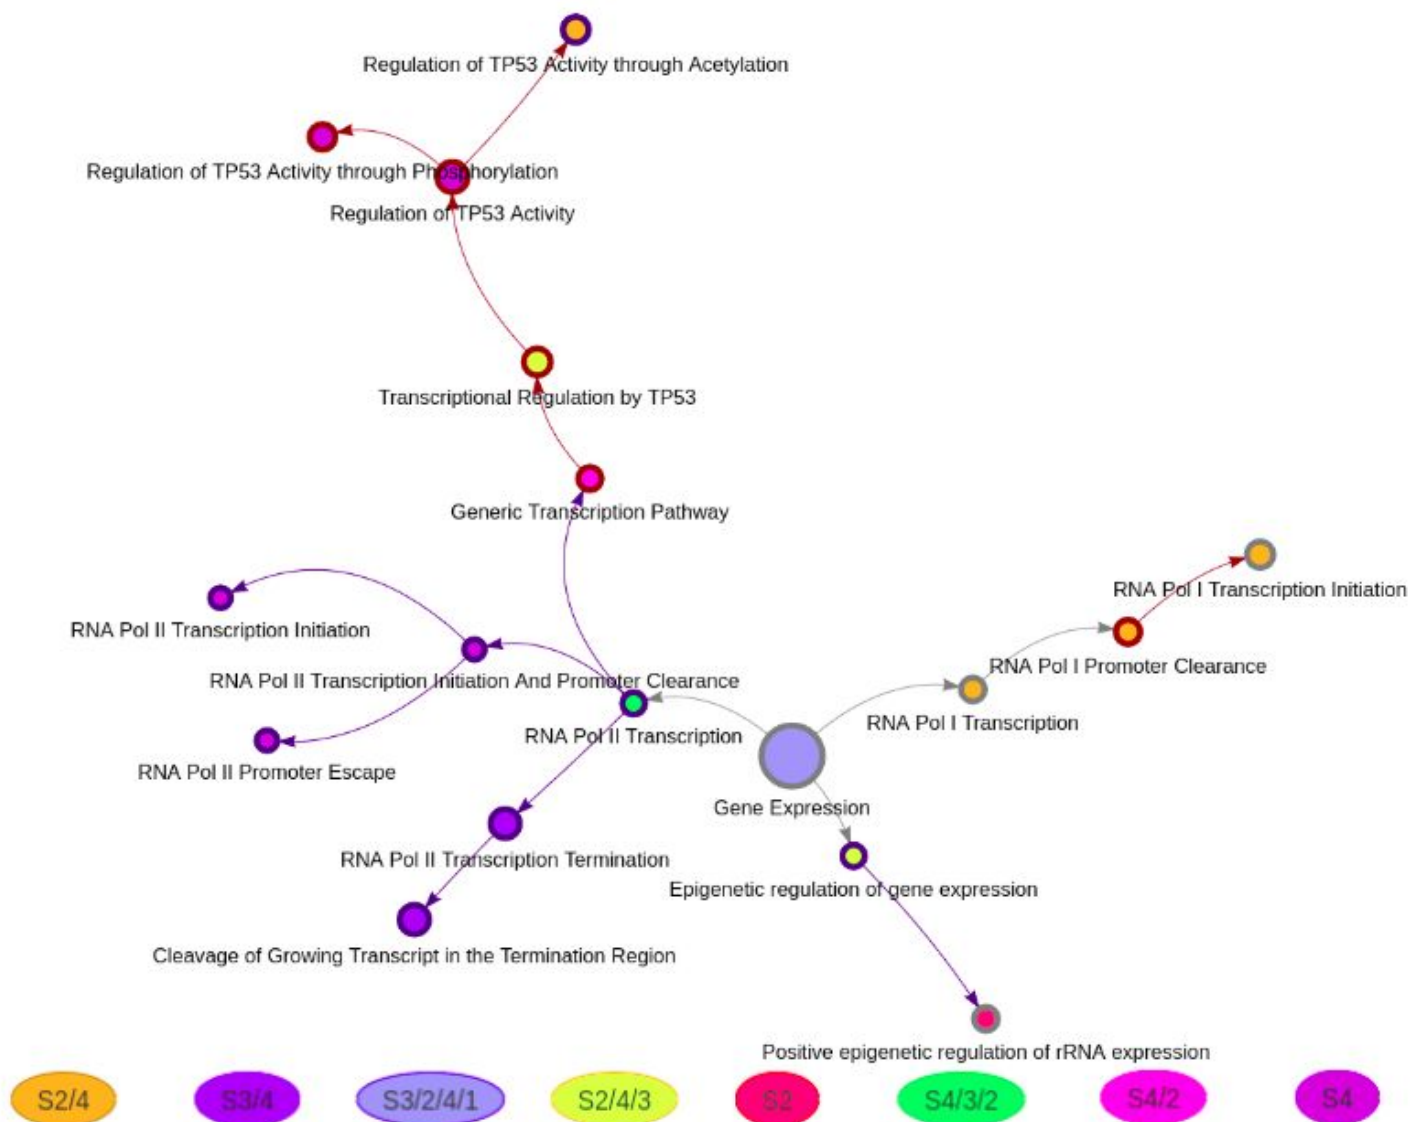 Regulation of TP53 Activity through Acetylation
Regulation of TP53 Activity through Phosphorylation
Regulation of TP53 Activity
Transcriptional Regulation by TP53
Generic Transcription Pathway
RNA Pol I Transcription Initiation
RNA Pol II Transcription Initiation
RNA Pol I Promoter Clearance
RNA Pol II Transcription Initiation And Promoter Clearance
RNA Pol I Transcription
RNA Pol II Transcription
RNA Pol II Promoter Escape
Gene Expression
RNA Pol II Transcription Termination
Epigenetic regulation of gene expression
Cleavage of Growing Transcript in the Termination Region
Positive epigenetic regulation of rRNA expression
S2/4 S3/4 S3/2/4/1 S2/4/3 S2 S4/3/2 S4/2 S4